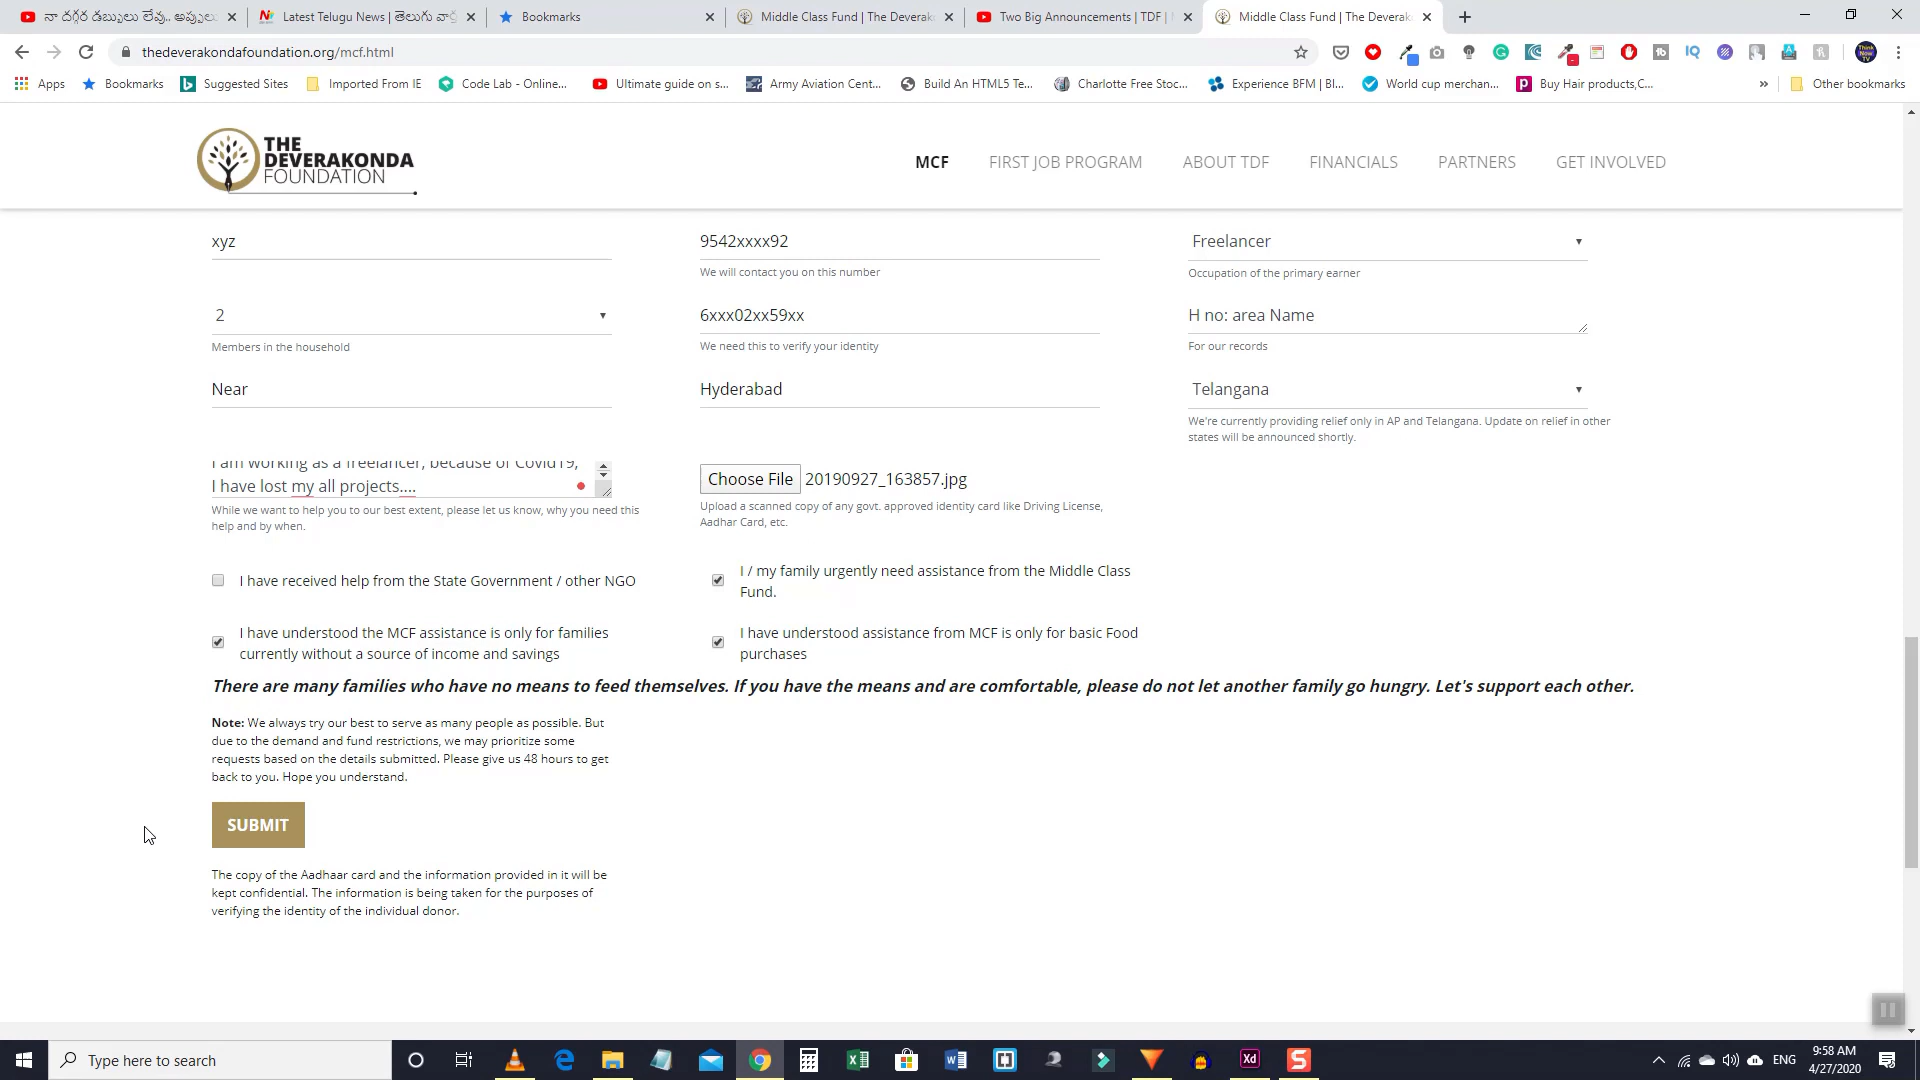 నా దగ్గర డబ్బులు లేవు.. అప్పులు
Latest Telugu News | తెలుగు వార్త
Bookmarks
Middle Class Fund | The Deverak
Two Big Announcements | TDF |
Middle Class Fund | The Deverak
thedeverakondafoundation.org/mcf.html
Apps
Bookmarks
Suggested Sites
Imported From IE
Code Lab - Online...
Ultimate guide on s...
Army Aviation Cent...
Build An HTML5 Te...
Charlotte Free Stoc...
Experience BFM | Bl...
World cup merchan...
Buy Hair products,C...
»
Other bookmarks
THE
DEVERAKONDA
FOUNDATION
MCF
FIRST JOB PROGRAM
ABOUT TDF
FINANCIALS
PARTNERS
GET INVOLVED
xyz
9542xxxx92
Freelancer
We will contact you on this number
Occupation of the primary earner
2
6xxx02xx59xx
H no: area Name
Members in the household
We need this to verify your identity
For our records
Near
Hyderabad
Telangana
We're currently providing relief only in AP and Telangana. Update on relief in other
states will be announced shortly.
I am working as a freelancer, because of Covid19,
I have lost my all projects....
Choose File 20190927_163857.jpg
While we want to help you to our best extent, please let us know, why you need this
help and by when.
Upload a scanned copy of any govt. approved identity card like Driving License,
Aadhar Card, etc.
I have received help from the State Government / other NGO
I / my family urgently need assistance from the Middle Class
Fund.
I have understood the MCF assistance is only for families
currently without a source of income and savings
I have understood assistance from MCF is only for basic Food
purchases
There are many families who have no means to feed themselves. If you have the means and are comfortable, please do not let another family go hungry. Let's support each other.
Note: We always try our best to serve as many people as possible. But
due to the demand and fund restrictions, we may prioritize some
requests based on the details submitted. Please give us 48 hours to get
back to you. Hope you understand.
SUBMIT
The copy of the Aadhaar card and the information provided in it will be
kept confidential. The information is being taken for the purposes of
verifying the identity of the individual donor.
Type here to search
ENG
9:58 AM
4/27/2020